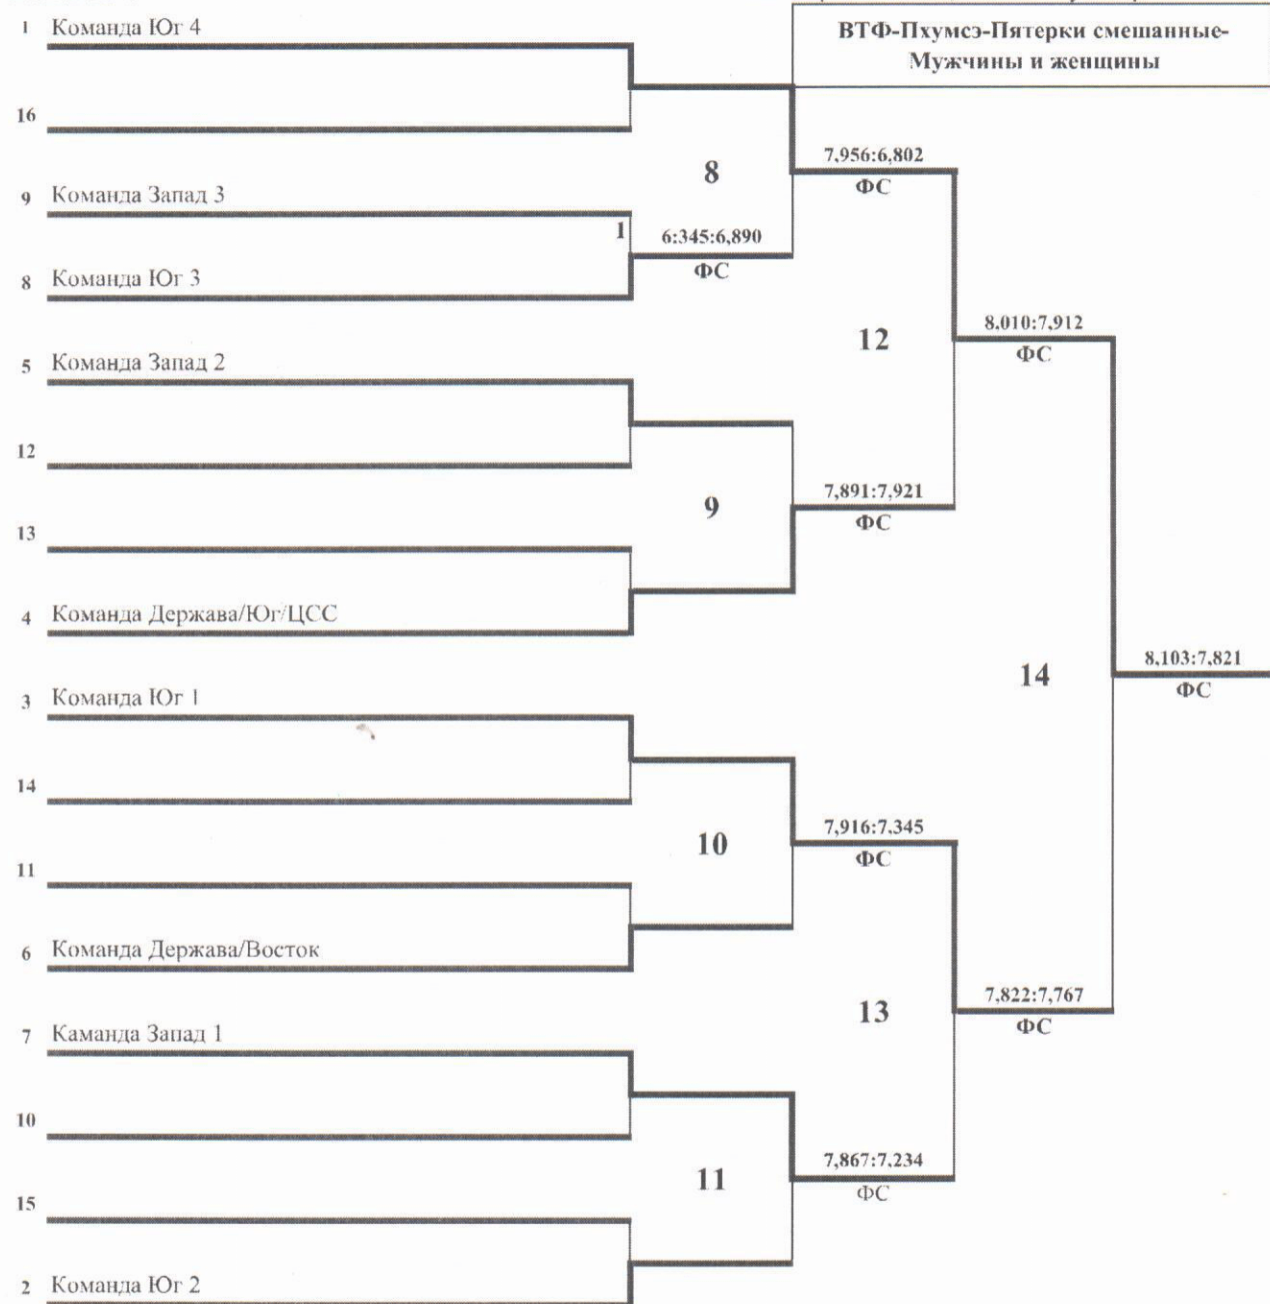 ВТФ-Пхумсэ-Пятерки смешанные-
Мужчины и женщины
1 Команда Юг 4
16
9 Команда Запад 3
8 Команда Юг 3
5 Команда Запад 2
12
13
4 Команда Держава/Юг/ЦСС
3 Команда Юг 1
14
11
6 Команда Держава/Восток
7 Каманда Запад 1
10
15
2 Команда Юг 2
1
6:345:6,890
ФС
8
9
10
11
7,956:6,802
ФС
7,891:7,921
ФС
7,916:7,345
ФС
7,867:7,234
ФС
12
13
8,010:7,912
ФС
7,822:7,767
ФС
14
8,103:7,821
ФС